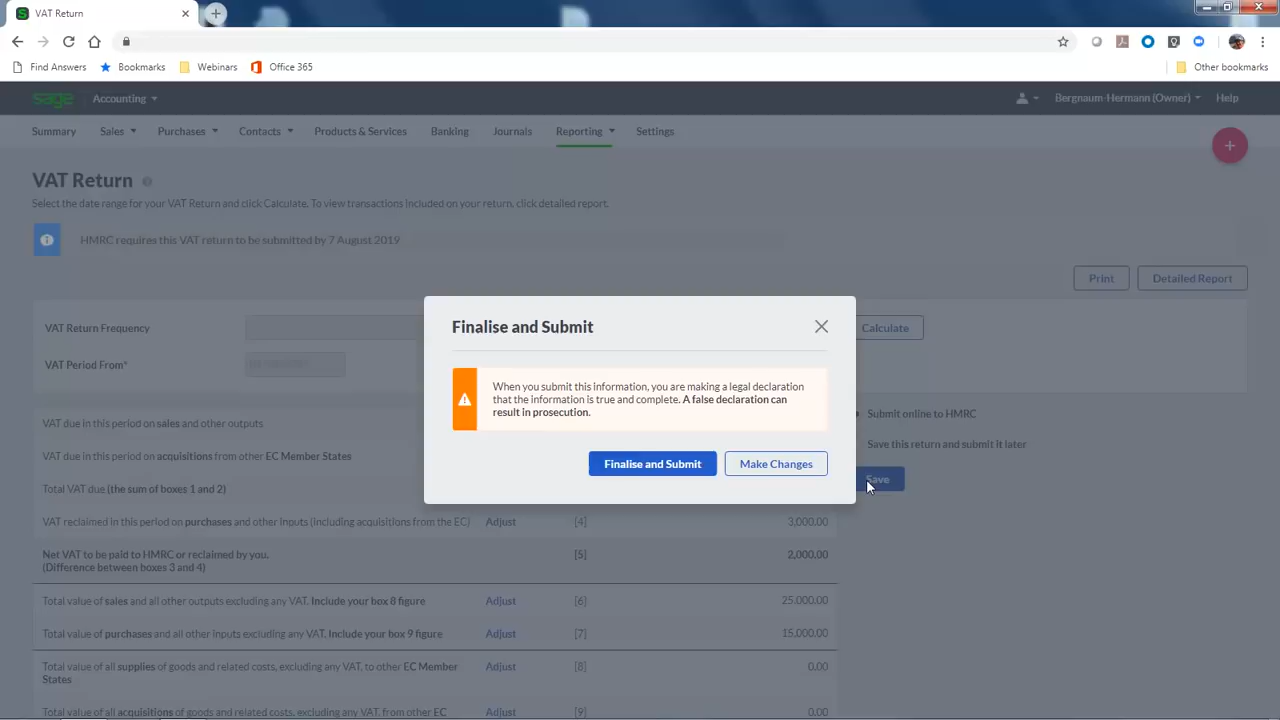 VAT Return
Find Answers
Bookmarks
Webinars
Office 365
Other bookmarks
sage
Accounting
Bergnaum-Hermann (Owner)
Help
Summary
Sales
Purchases
Contacts
Products & Services
Banking
Journals
Reporting
Settings
+
VAT Return
Select the date range for your VAT Return and click Calculate. To view transactions included on your return, click detailed report.
HMRC requires this VAT return to be submitted by 7 August 2019
Print
Detailed Report
Finalise and Submit
When you submit this information, you are making a legal declaration
that the information is true and complete. A false declaration can
result in prosecution.
Finalise and Submit
Make Changes
VAT Return Frequency
Calculate
VAT Period From*
VAT due in this period on sales and other outputs
Submit online to HMRC
Save this return and submit it later
VAT due in this period on acquisitions from other EC Member States
Save
Total VAT due (the sum of boxes 1 and 2)
VAT reclaimed in this period on purchases and other inputs (including acquisitions from the EC) Adjust [4] 3,000.00
Net VAT to be paid to HMRC or reclaimed by you. [5] 2,000.00
(Difference between boxes 3 and 4)
Total value of sales and all other outputs excluding any VAT. Include your box 8 figure Adjust [6] 25,000.00
Total value of purchases and all other inputs excluding any VAT. Include your box 9 figure Adjust [7] 15,000.00
Total value of all supplies of goods and related costs, excluding any VAT, to other EC Member Adjust [8] 0.00
States
Total value of all acquisitions of goods and related costs, excluding any VAT, from other EC Adjust [9] 0.00